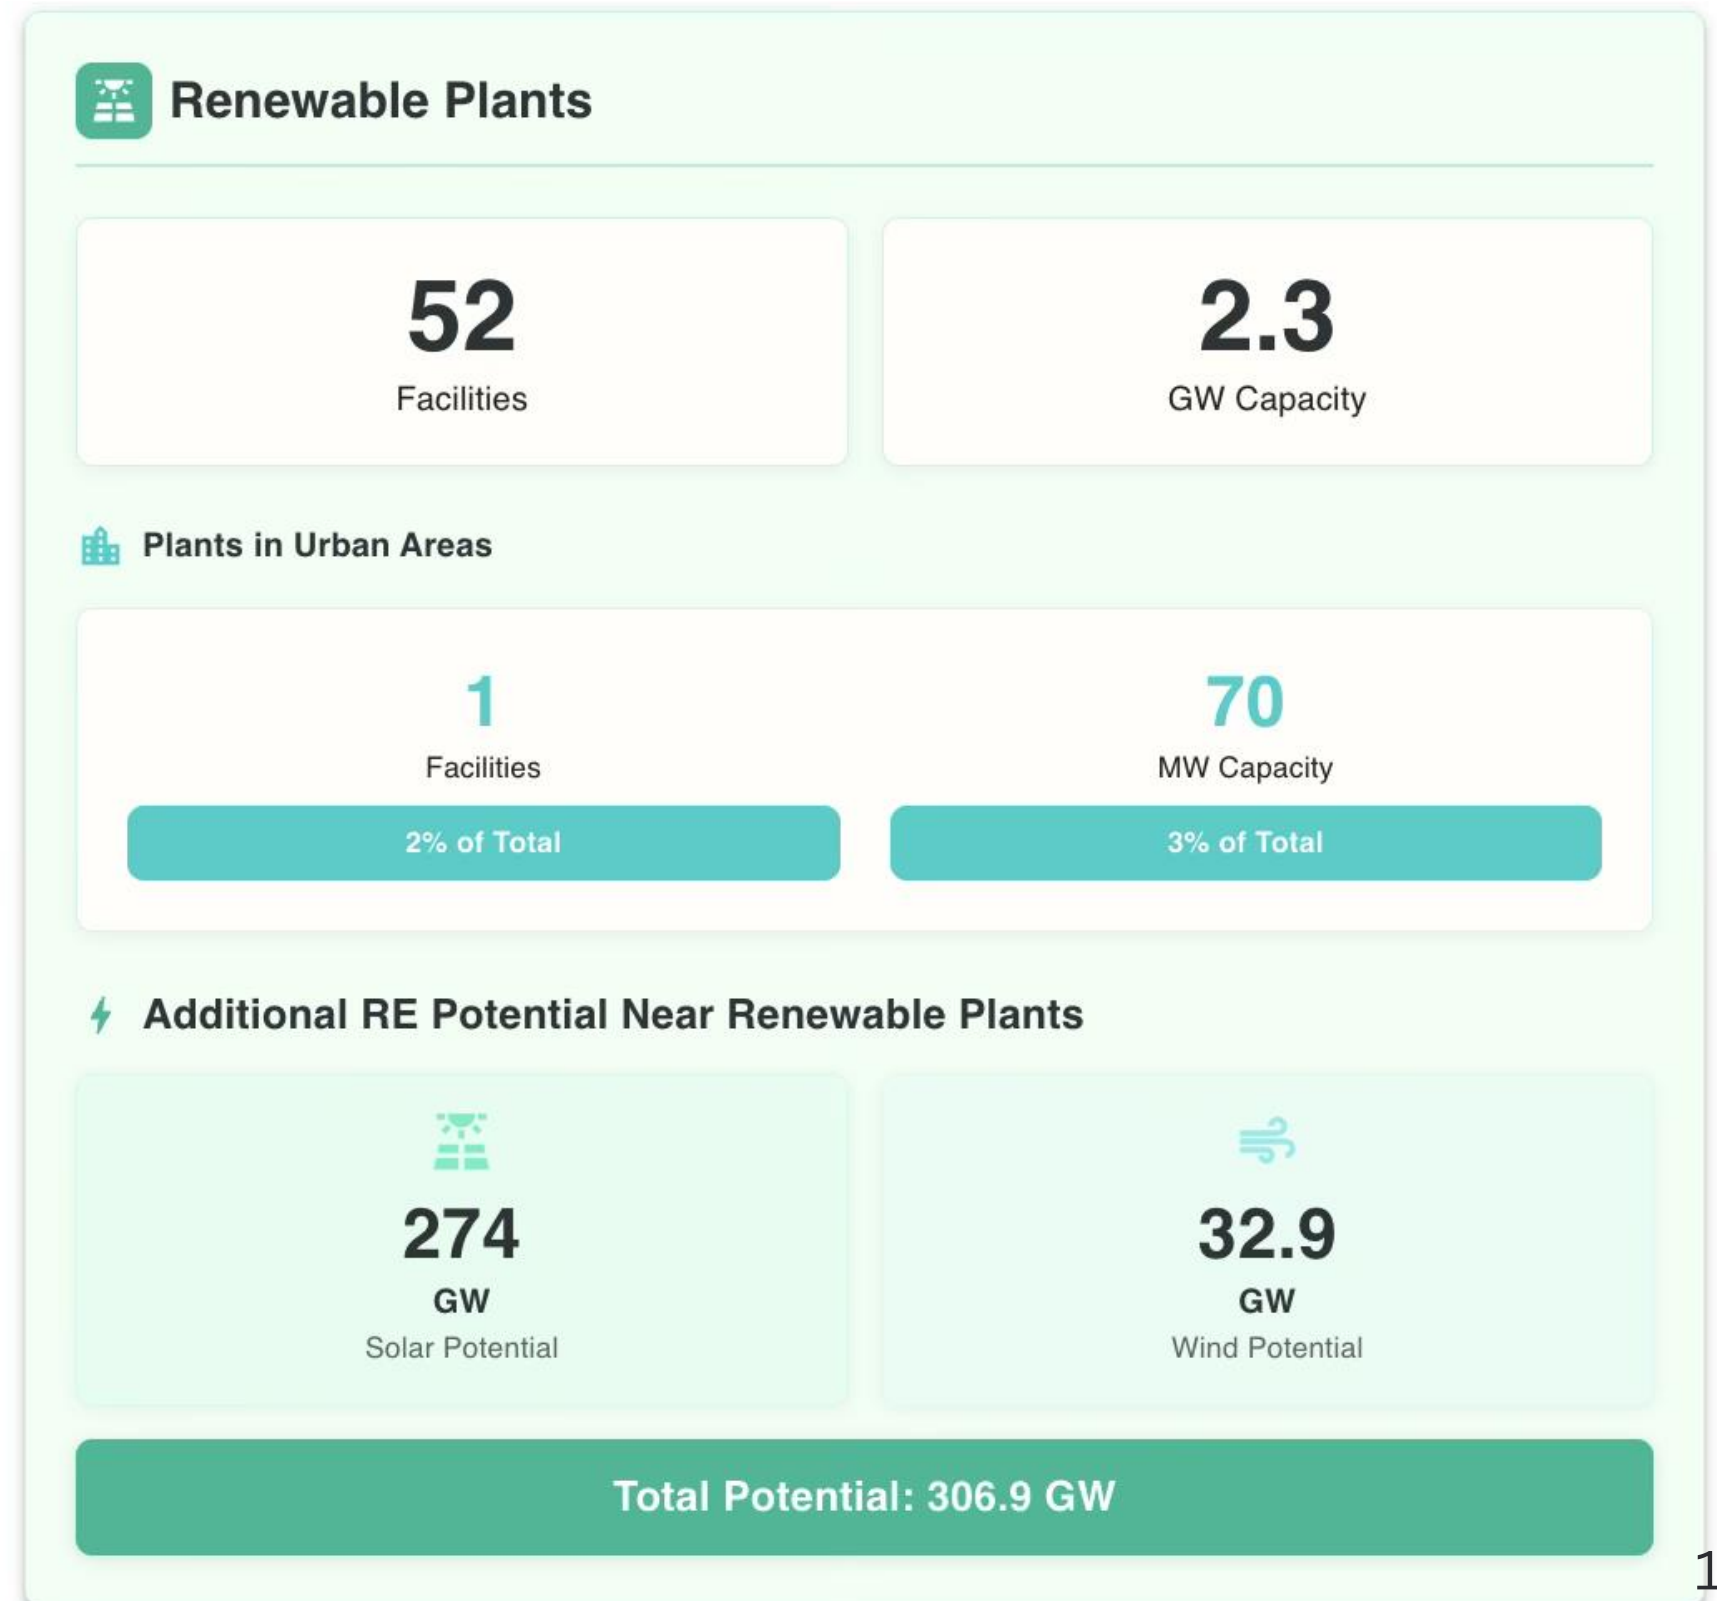 Renewable Plants
52
Facilities
2.3
GW Capacity
Plants in Urban Areas
1
Facilities
2% of Total
70
MW Capacity
3% of Total
Additional RE Potential Near Renewable Plants
274
GW
Solar Potential
32.9
GW
Wind Potential
Total Potential: 306.9 GW
1